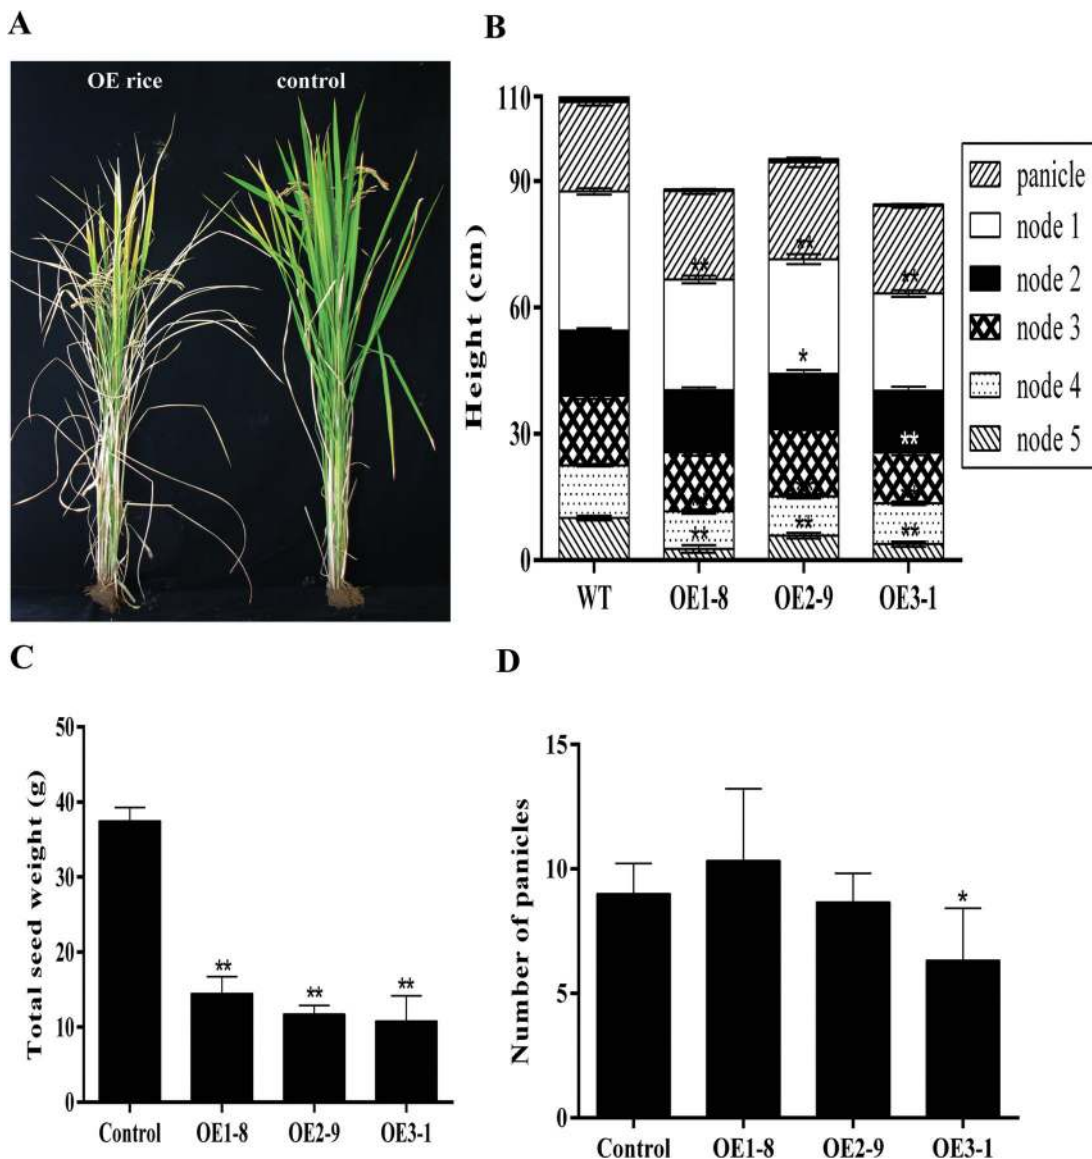 A
OE rice
control
B
Height (cm)
110
90
60
30
0
**
**
**
*
**
**
**
**
**
**
**
WT
OE1-8
OE2-9
OE3-1
panicle
node 1
node 2
node 3
node 4
node 5
C
Total seed weight (g)
50
40
30
20
10
0
**
**
**
Control
OE1-8
OE2-9
OE3-1
D
Number of panicles
15
10
5
0
*
Control
OE1-8
OE2-9
OE3-1